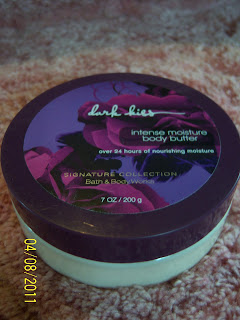 dark kiss
intense moisture
body butter
over 24 hours of nourishing moisture
SIGNATURE COLLECTION
Bath & Body Works
7 OZ / 200 g
04/08/2011